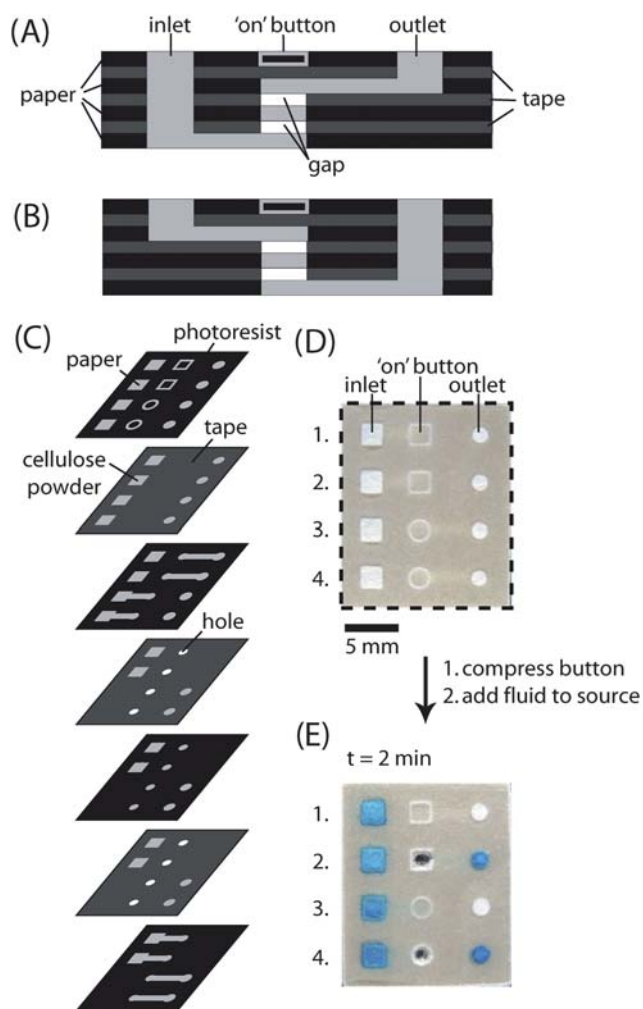 (A)
inlet
'on' button
outlet
paper
tape
gap
(B)
(C)
photoresist
paper
tape
cellulose
powder
hole
(D)
'on' button
inlet
outlet
1.
2.
3.
4.
5 mm
1. compress button
2. add fluid to source
(E)
t = 2 min
1.
2.
3.
4.